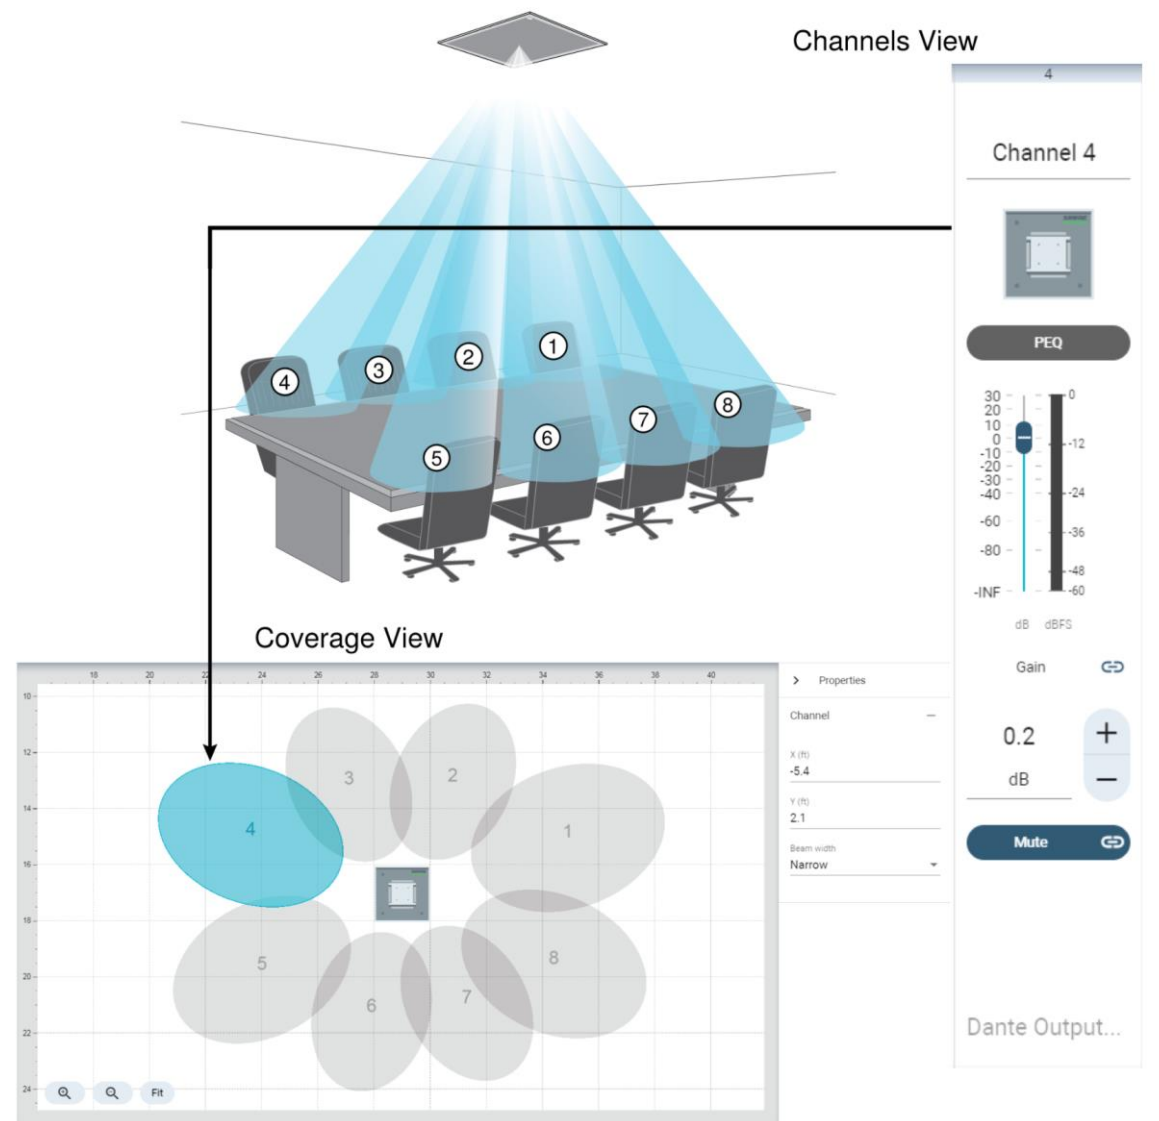 Channels View
4
Channel 4
PEQ
30
20
10
0
-10
-20
-30
-40
-60
-80
-INF
0
-12
-24
-36
-48
-60
dB dBFS
Gain
0.2
dB
+
−
Mute
Dante Output...
1
2
3
4
5
6
7
8
Coverage View
18 20 22 24 26 28 30 32 34 36 38 40
10
12
14
16
18
20
22
24
3
2
4
1
5
8
6
7
Fit
> Properties
Channel −
X (ft)
-5.4
Y (ft)
2.1
Beam width
Narrow